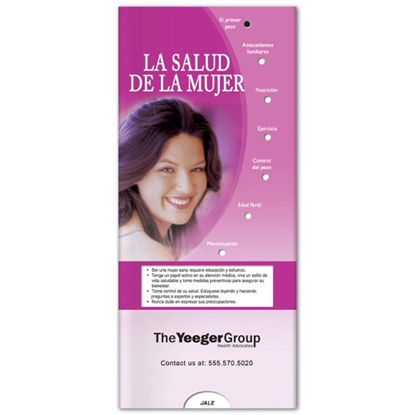 El primer
paso
Antecedentes
familiares
LA SALUD
DE LA MUJER
Nutrición
Ejercicio
Control
del peso
Edad fértil
Menstruación
• Ser una mujer sana requiere educación y esfuerzo.
• Tenga un papel activo en su atención médica, viva un estilo de
vida saludable y tome medidas preventivas para asegurar su
bienestar.
• Tome control de su salud. Edúquese leyendo y haciendo
preguntas a expertos y especialistas.
• Nunca dude en expresar sus preocupaciones.
The Yeeger Group
Health Advocates
Contact us at: 555.570.5020
JALE